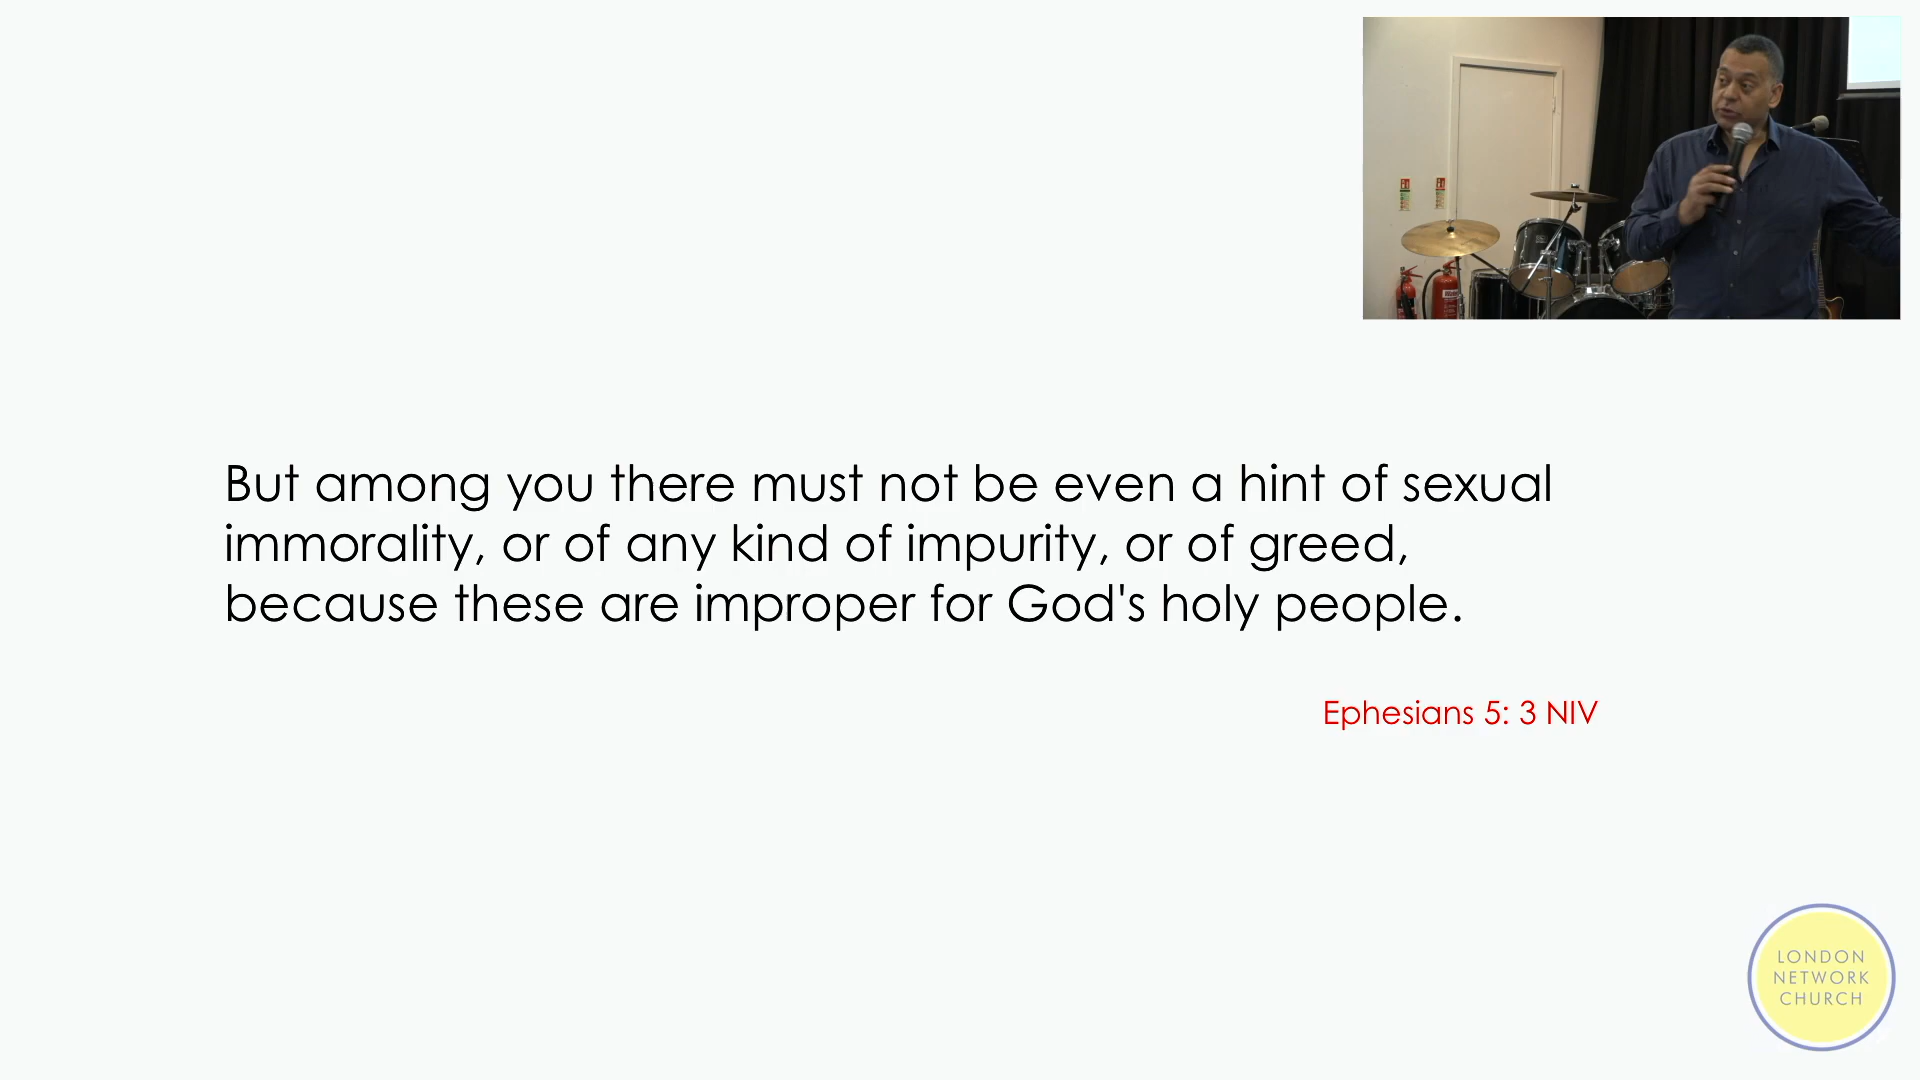 But among you there must not be even a hint of sexual
immorality, or of any kind of impurity, or of greed,
because these are improper for God's holy people.
Ephesians 5: 3 NIV
LONDON
NETWORK
CHURCH